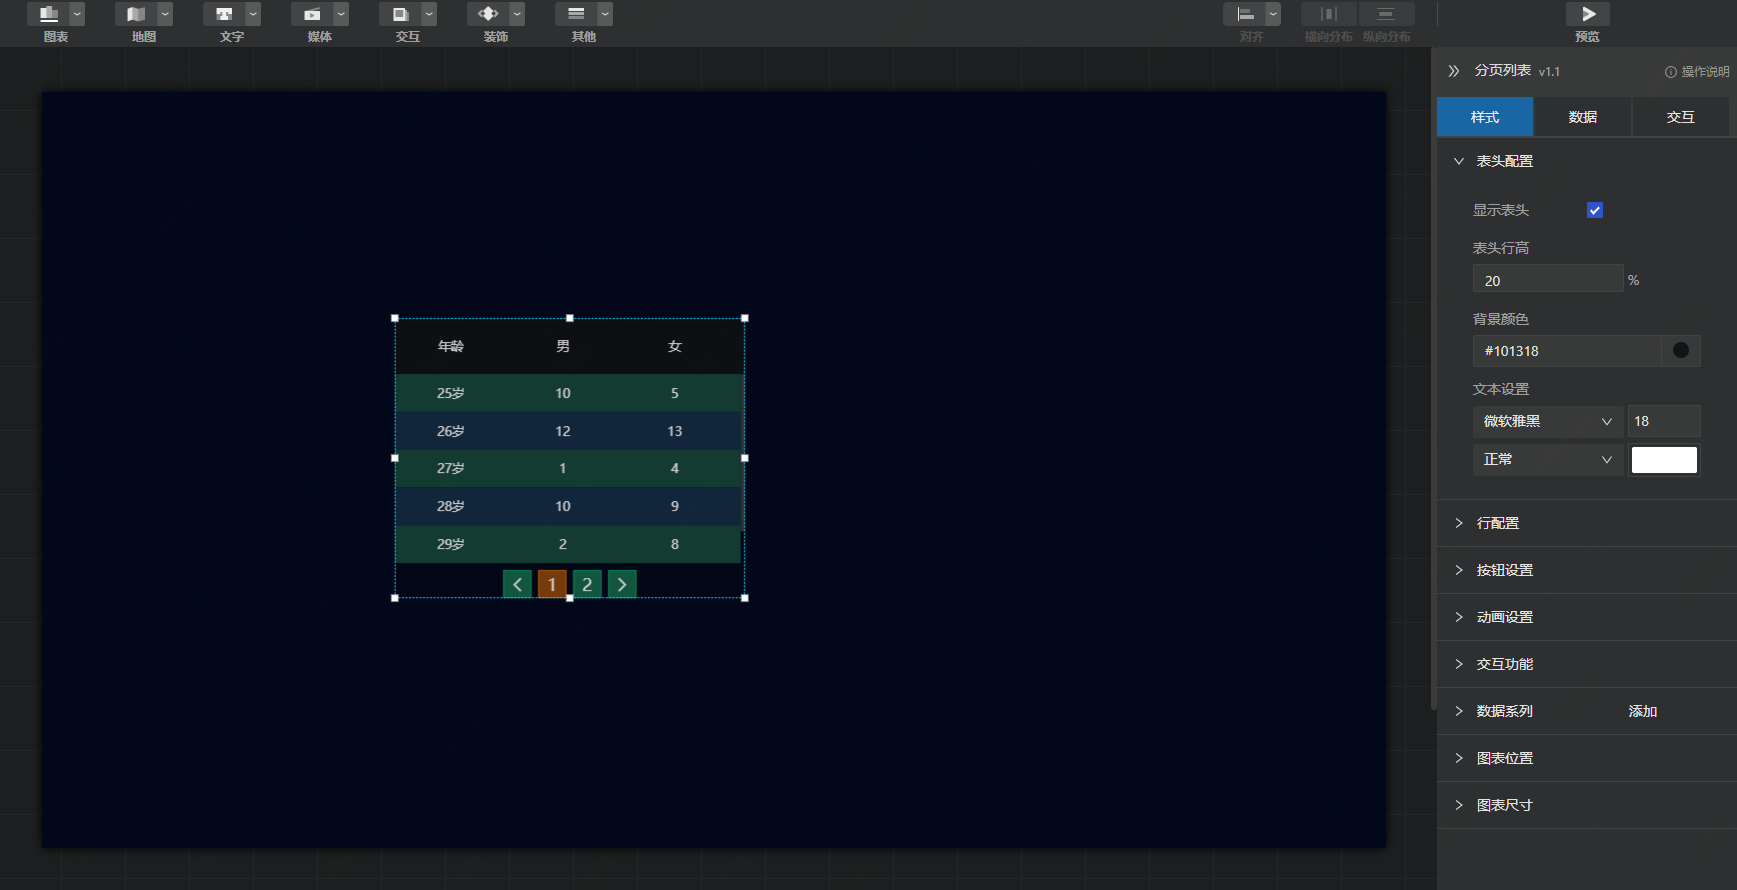 图表 地图 文字 媒体 交互 装饰 其他 对齐 横向分布 纵向分布 预览
分页列表 v1.1 操作说明
样式 数据 交互
表头配置
显示表头
表头行高
20 %
背景颜色
#101318
文本设置
微软雅黑 18
正常
行配置
按钮设置
动画设置
交互功能
数据系列 添加
图表位置
图表尺寸
年龄 男 女
25岁 10 5
26岁 12 13
27岁 1 4
28岁 10 9
29岁 2 8
1 2